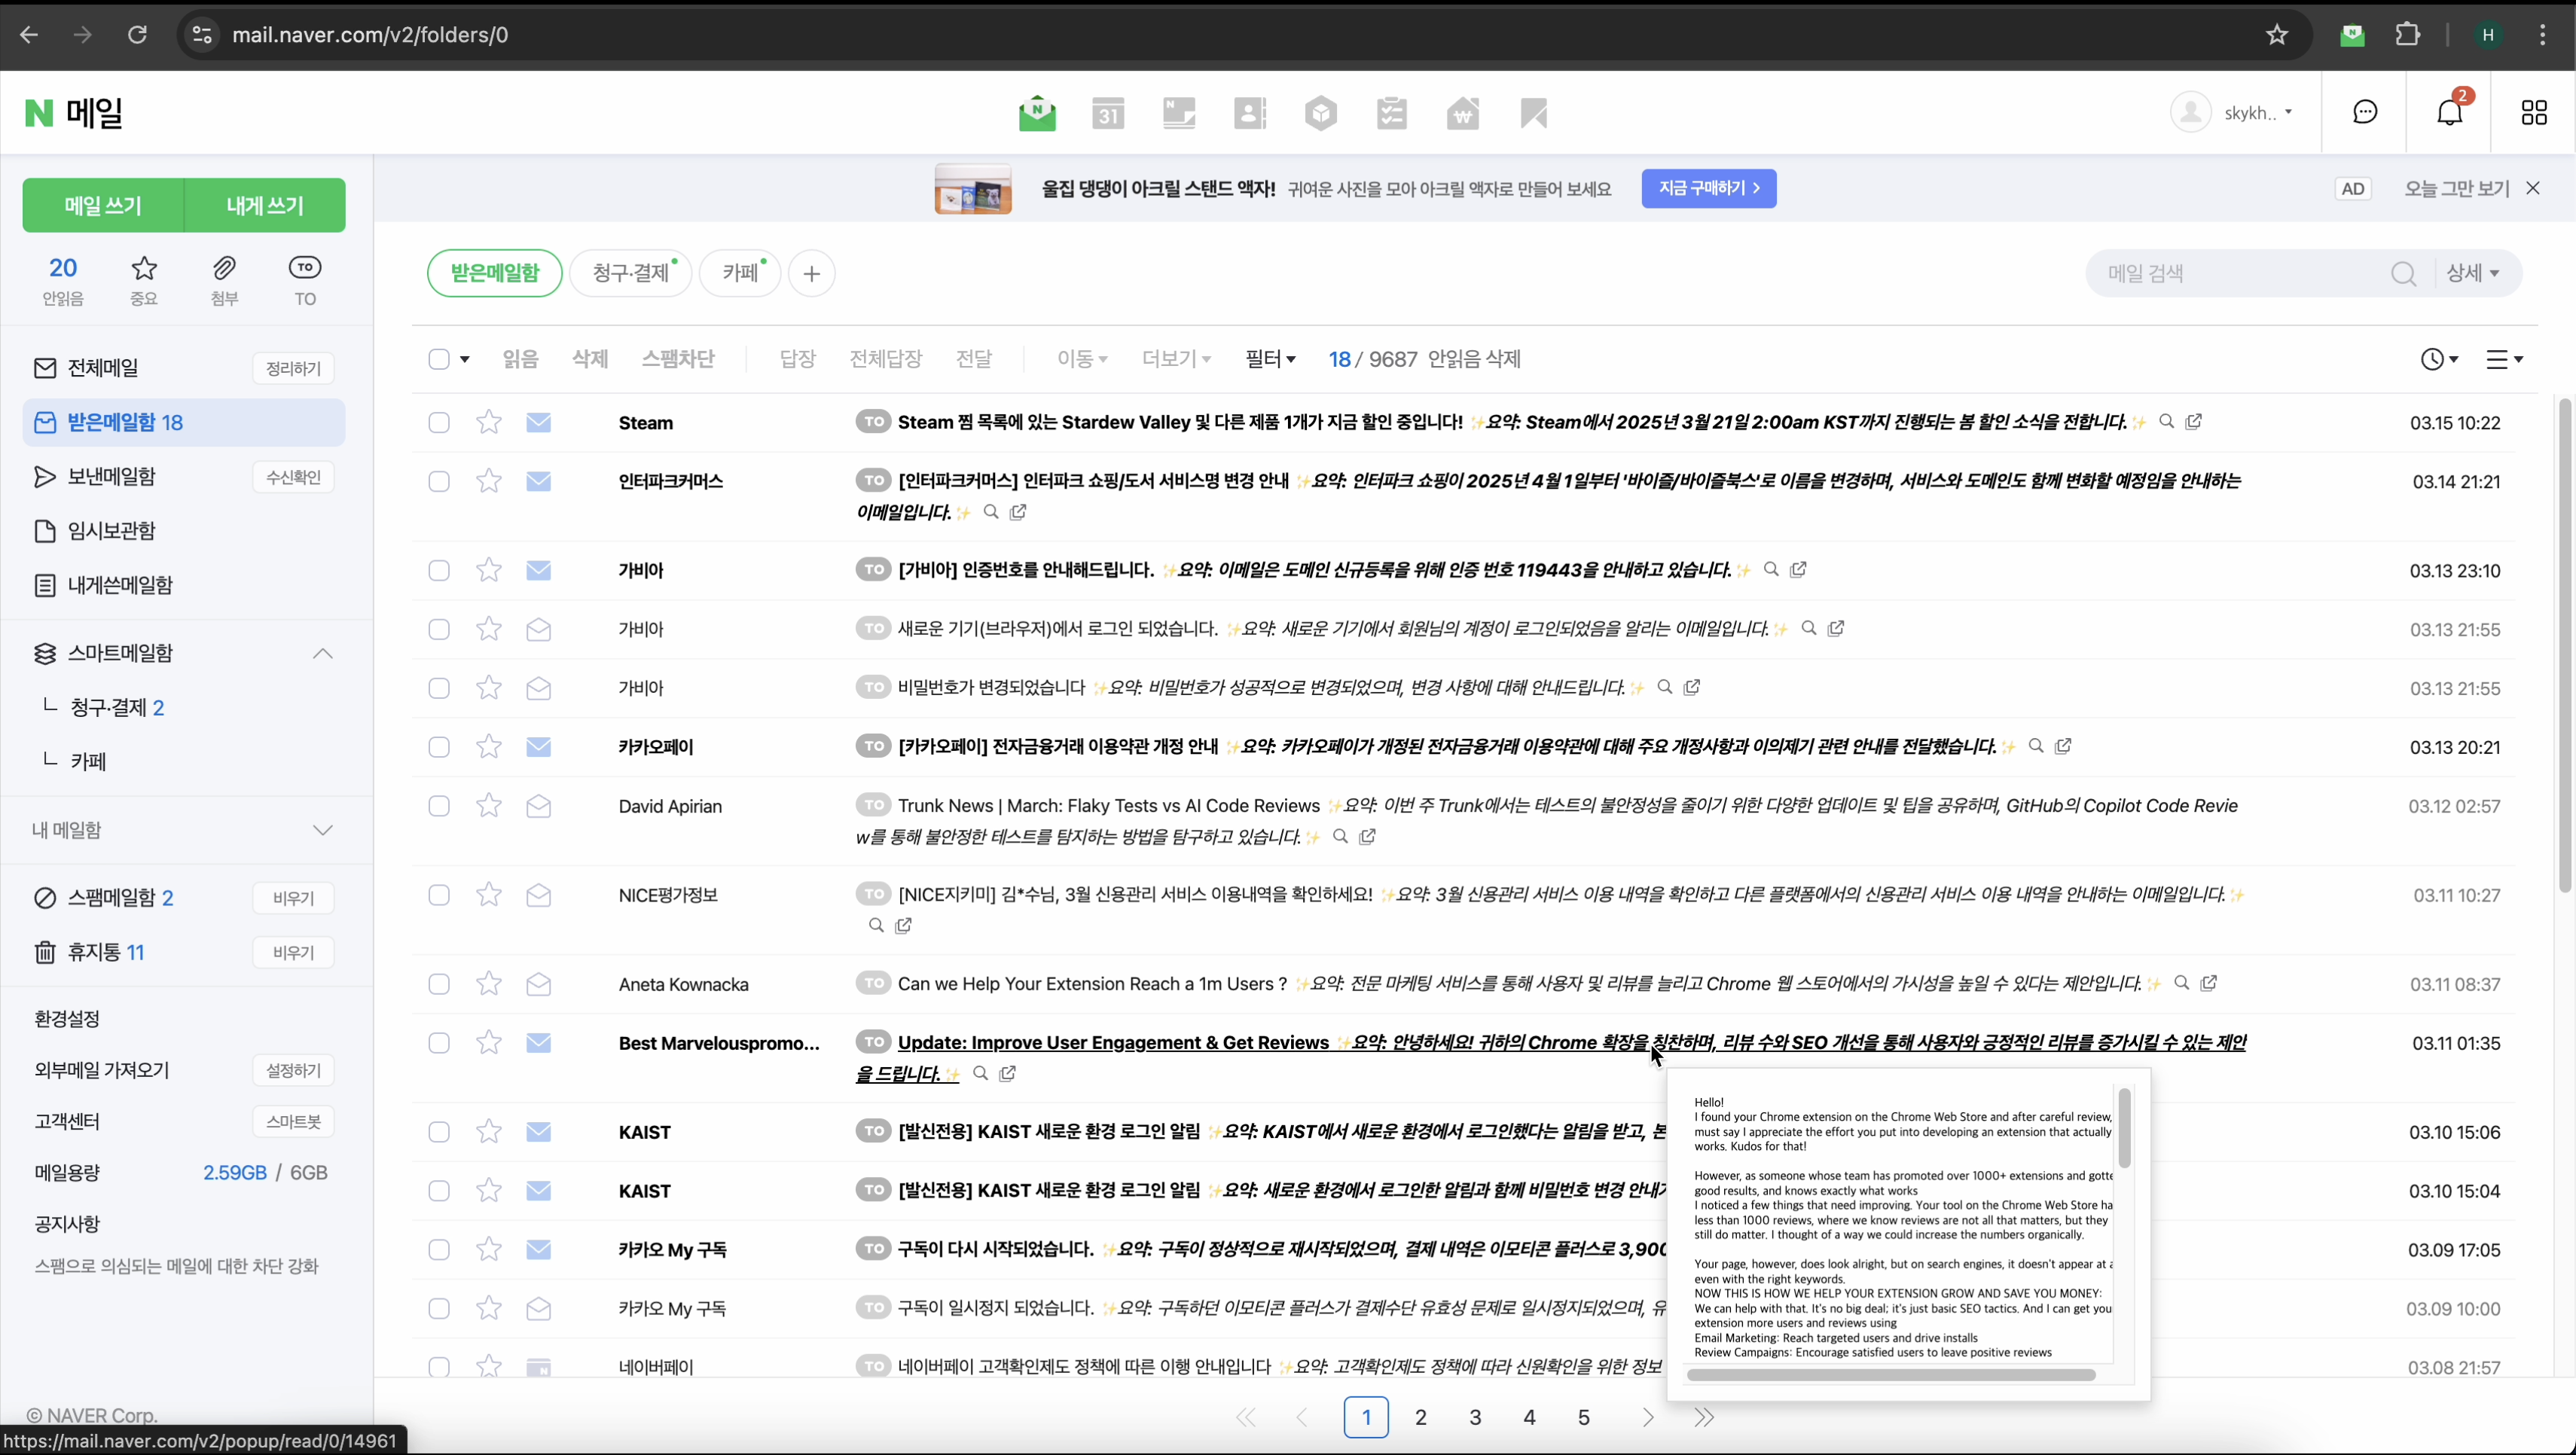 mail.naver.com/v2/folders/0
H
N 메일
N
31
N
₩
skykh..
2
메일 쓰기
내게 쓰기
울집 댕댕이 아크릴 스탠드 액자! 귀여운 사진을 모아 아크릴 액자로 만들어 보세요
지금 구매하기 >
AD
오늘 그만 보기
20
안읽음
중요
첨부
TO
TO
받은메일함
청구·결제
카페
메일 검색
상세
전체메일
정리하기
받은메일함 18
보낸메일함
수신확인
임시보관함
내게쓴메일함
스마트메일함
청구·결제 2
카페
내 메일함
스팸메일함 2
비우기
휴지통 11
비우기
환경설정
외부메일 가져오기
설정하기
고객센터
스마트봇
메일용량
2.59GB / 6GB
공지사항
스팸으로 의심되는 메일에 대한 차단 강화
© NAVER Corp.
읽음 삭제 스팸차단 답장 전체답장 전달 이동 더보기 필터 18 / 9687 안읽음 삭제
Steam
TO Steam 찜 목록에 있는 Stardew Valley 및 다른 제품 1개가 지금 할인 중입니다! ✨요약: Steam에서 2025년 3월 21일 2:00am KST까지 진행되는 봄 할인 소식을 전합니다.✨
03.15 10:22
인터파크커머스
TO [인터파크커머스] 인터파크 쇼핑/도서 서비스명 변경 안내 ✨요약: 인터파크 쇼핑이 2025년 4월 1일부터 '바이즐/바이즐북스'로 이름을 변경하며, 서비스와 도메인도 함께 변화할 예정임을 안내하는
이메일입니다.✨
03.14 21:21
가비아
TO [가비아] 인증번호를 안내해드립니다. ✨요약: 이메일은 도메인 신규등록을 위해 인증 번호 119443을 안내하고 있습니다.✨
03.13 23:10
가비아
TO 새로운 기기(브라우저)에서 로그인 되었습니다. ✨요약: 새로운 기기에서 회원님의 계정이 로그인되었음을 알리는 이메일입니다.✨
03.13 21:55
가비아
TO 비밀번호가 변경되었습니다 ✨요약: 비밀번호가 성공적으로 변경되었으며, 변경 사항에 대해 안내드립니다.✨
03.13 21:55
카카오페이
TO [카카오페이] 전자금융거래 이용약관 개정 안내 ✨요약: 카카오페이가 개정된 전자금융거래 이용약관에 대해 주요 개정사항과 이의제기 관련 안내를 전달했습니다.✨
03.13 20:21
David Apirian
TO Trunk News | March: Flaky Tests vs AI Code Reviews ✨요약: 이번 주 Trunk에서는 테스트의 불안정성을 줄이기 위한 다양한 업데이트 및 팁을 공유하며, GitHub의 Copilot Code Revie
w를 통해 불안정한 테스트를 탐지하는 방법을 탐구하고 있습니다.✨
03.12 02:57
NICE평가정보
TO [NICE지키미] 김*수님, 3월 신용관리 서비스 이용내역을 확인하세요! ✨요약: 3월 신용관리 서비스 이용 내역을 확인하고 다른 플랫폼에서의 신용관리 서비스 이용 내역을 안내하는 이메일입니다.✨
03.11 10:27
Aneta Kownacka
TO Can we Help Your Extension Reach a 1m Users ? ✨요약: 전문 마케팅 서비스를 통해 사용자 및 리뷰를 늘리고 Chrome 웹 스토어에서의 가시성을 높일 수 있다는 제안입니다.✨
03.11 08:37
Best Marvelouspromo...
TO Update: Improve User Engagement & Get Reviews ✨요약: 안녕하세요! 귀하의 Chrome 확장을 칭찬하며, 리뷰 수와 SEO 개선을 통해 사용자와 긍정적인 리뷰를 증가시킬 수 있는 제안
을 드립니다.✨
03.11 01:35
KAIST
TO [발신전용] KAIST 새로운 환경 로그인 알림 ✨요약: KAIST에서 새로운 환경에서 로그인했다는 알림을 받고, 본
03.10 15:06
KAIST
TO [발신전용] KAIST 새로운 환경 로그인 알림 ✨요약: 새로운 환경에서 로그인한 알림과 함께 비밀번호 변경 안내가
03.10 15:04
카카오 My 구독
TO 구독이 다시 시작되었습니다. ✨요약: 구독이 정상적으로 재시작되었으며, 결제 내역은 이모티콘 플러스로 3,900
03.09 17:05
카카오 My 구독
TO 구독이 일시정지 되었습니다. ✨요약: 구독하던 이모티콘 플러스가 결제수단 유효성 문제로 일시정지되었으며, 유
03.09 10:00
네이버페이
TO 네이버페이 고객확인제도 정책에 따른 이행 안내입니다 ✨요약: 고객확인제도 정책에 따라 신원확인을 위한 정보
03.08 21:57
Hello!
I found your Chrome extension on the Chrome Web Store and after careful review,
must say I appreciate the effort you put into developing an extension that actually
works. Kudos for that!
However, as someone whose team has promoted over 1000+ extensions and gotte
good results, and knows exactly what works
I noticed a few things that need improving. Your tool on the Chrome Web Store ha
less than 1000 reviews, where we know reviews are not all that matters, but they
still do matter. I thought of a way we could increase the numbers organically.
Your page, however, does look alright, but on search engines, it doesn't appear at a
even with the right keywords.
NOW THIS IS HOW WE HELP YOUR EXTENSION GROW AND SAVE YOU MONEY:
We can help with that. It's no big deal; it's just basic SEO tactics. And I can get you
extension more users and reviews using
Email Marketing: Reach targeted users and drive installs
Review Campaigns: Encourage satisfied users to leave positive reviews
1 2 3 4 5
https://mail.naver.com/v2/popup/read/0/14961